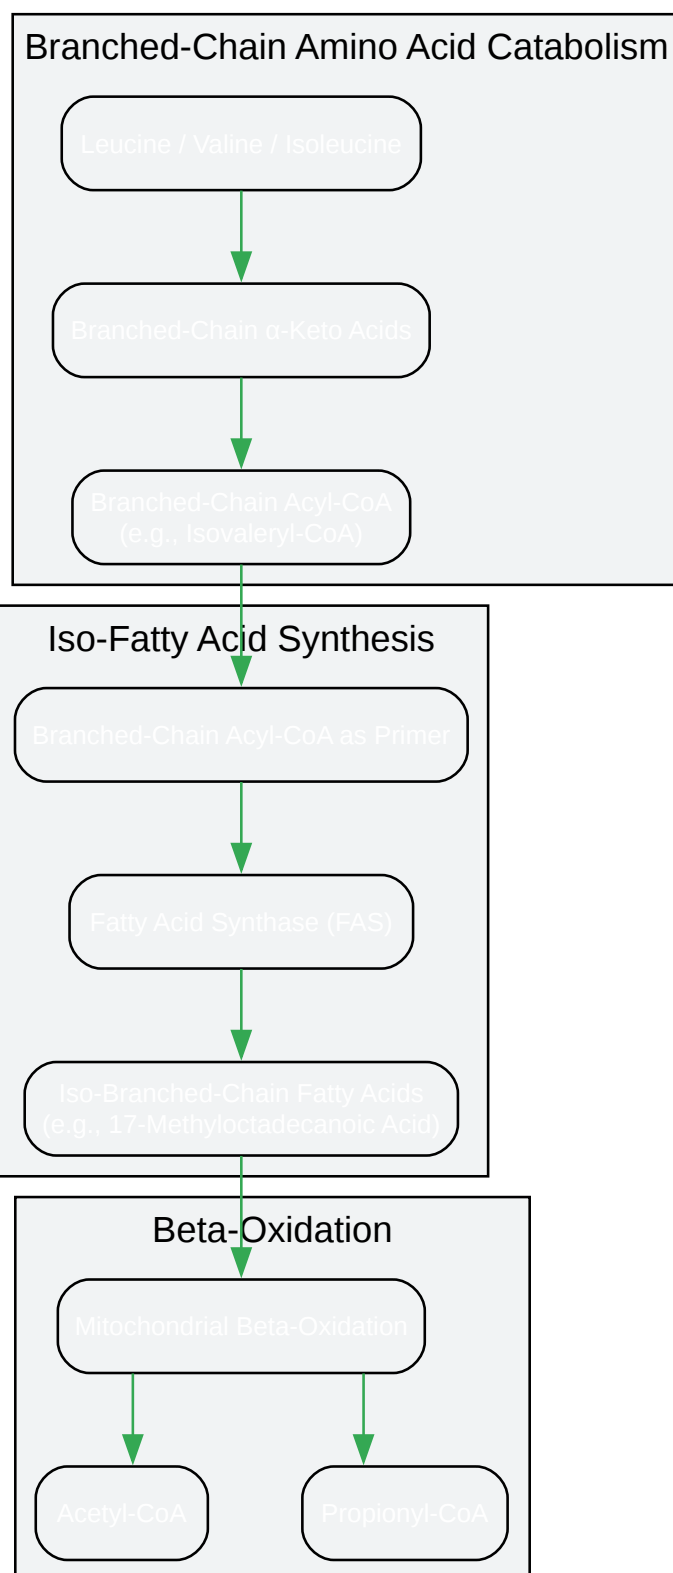 Branched-Chain Amino Acid Catabolism
Leucine / Valine / Isoleucine
Branched-Chain α-Keto Acids
Branched-Chain Acyl-CoA
(e.g., Isovaleryl-CoA)
Iso-Fatty Acid Synthesis
Branched-Chain Acyl-CoA as Primer
Fatty Acid Synthase (FAS)
Iso-Branched-Chain Fatty Acids
(e.g., 17-Methyloctadecanoic Acid)
Beta-Oxidation
Mitochondrial Beta-Oxidation
Acetyl-CoA
Propionyl-CoA